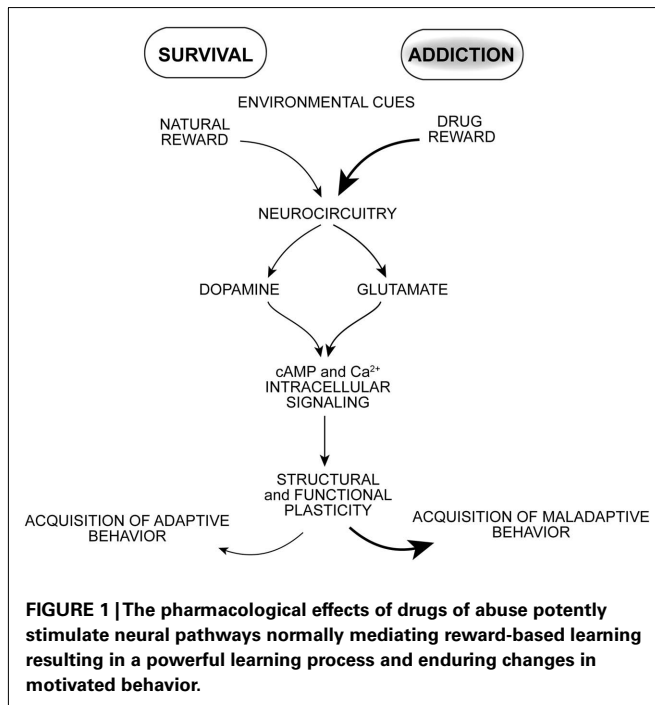 SURVIVAL
ADDICTION
ENVIRONMENTAL CUES
NATURAL
REWARD
DRUG
REWARD
NEUROCIRCUITRY
DOPAMINE
GLUTAMATE
cAMP and Ca²⁺
INTRACELLULAR
SIGNALING
STRUCTURAL
and FUNCTIONAL
PLASTICITY
ACQUISITION OF ADAPTIVE
BEHAVIOR
ACQUISITION OF MALADAPTIVE
BEHAVIOR
FIGURE 1 | The pharmacological effects of drugs of abuse potently
stimulate neural pathways normally mediating reward-based learning
resulting in a powerful learning process and enduring changes in
motivated behavior.